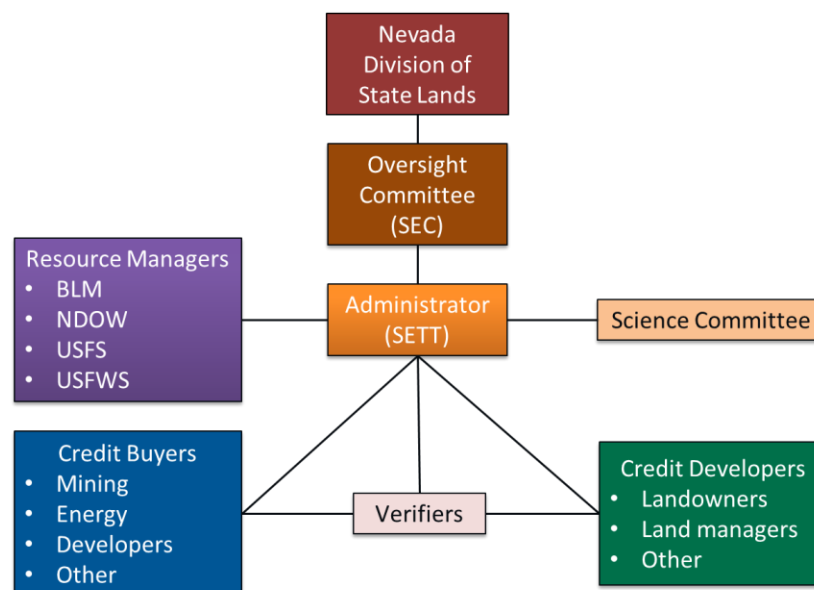 Nevada
Division of
State Lands
Oversight
Committee
(SEC)
Resource Managers
• BLM
• NDOW
• USFS
• USFWS
Administrator
(SETT)
Science Committee
Credit Buyers
• Mining
• Energy
• Developers
• Other
Verifiers
Credit Developers
• Landowners
• Land managers
• Other